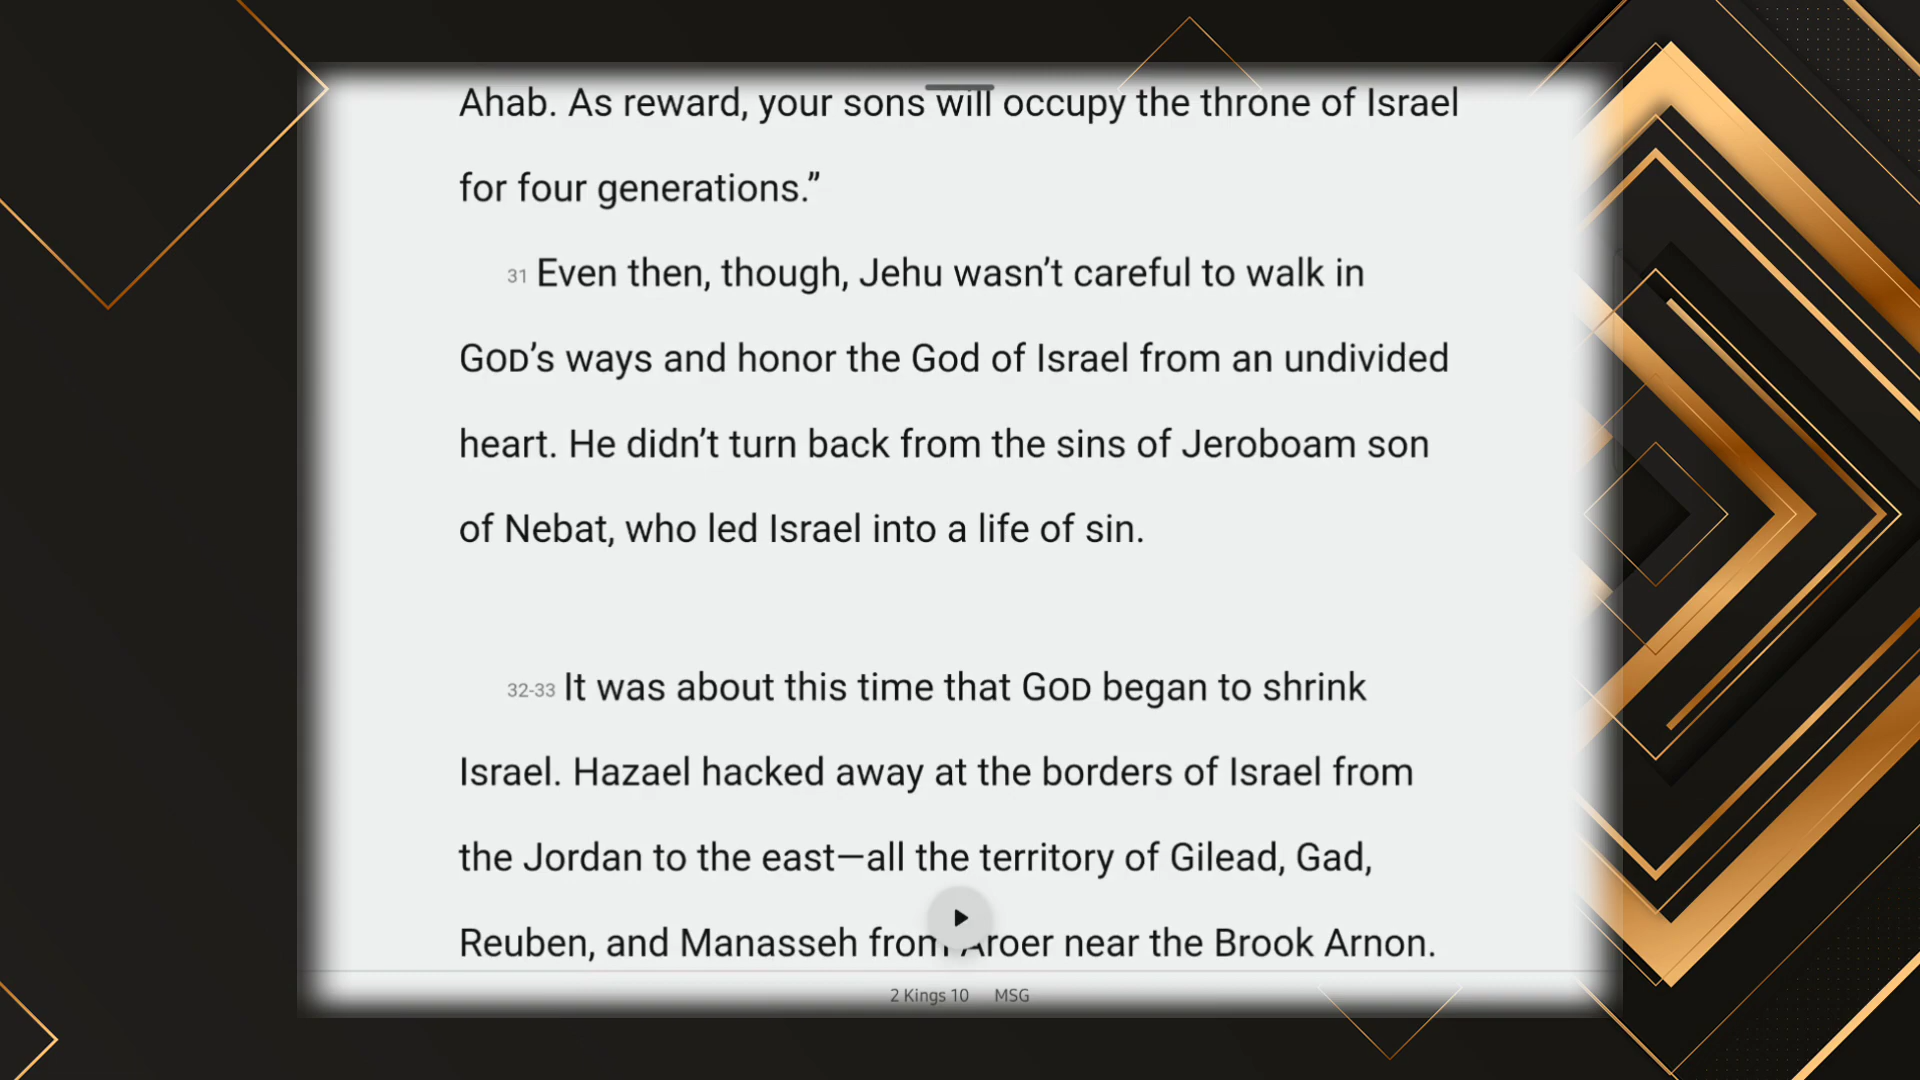 Ahab. As reward, your sons will occupy the throne of Israel
for four generations.”
31 Even then, though, Jehu wasn’t careful to walk in
GOD’s ways and honor the God of Israel from an undivided
heart. He didn’t turn back from the sins of Jeroboam son
of Nebat, who led Israel into a life of sin.
32-33 It was about this time that GOD began to shrink
Israel. Hazael hacked away at the borders of Israel from
the Jordan to the east—all the territory of Gilead, Gad,
Reuben, and Manasseh from Aroer near the Brook Arnon.
2 Kings 10 MSG